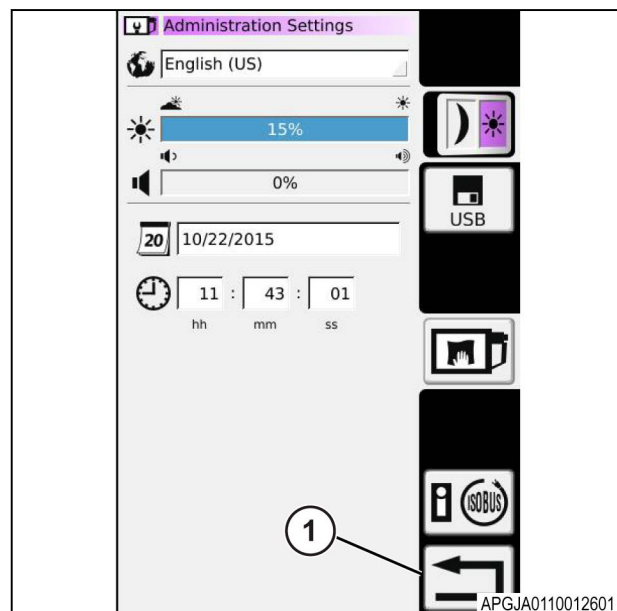 Administration Settings
English (US)
15%
0%
USB
20
10/22/2015
11 : 43 : 01
hh mm ss
ISOBUS
1
APGJA0110012601